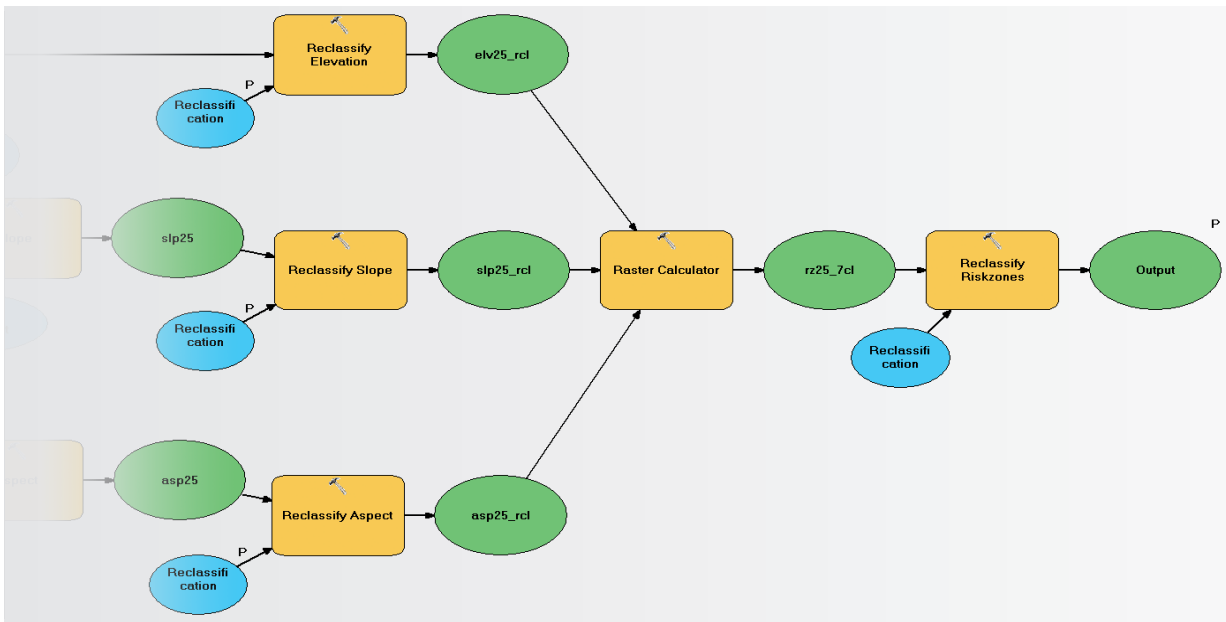 Reclassify
Elevation
elv25_rcl
P
Reclassifi
cation
slp25
Reclassify Slope
slp25_rcl
Raster Calculator
rz25_7cl
Reclassify
Riskzones
P
Output
P
Reclassifi
cation
Reclassifi
cation
asp25
Reclassify Aspect
asp25_rcl
P
Reclassifi
cation